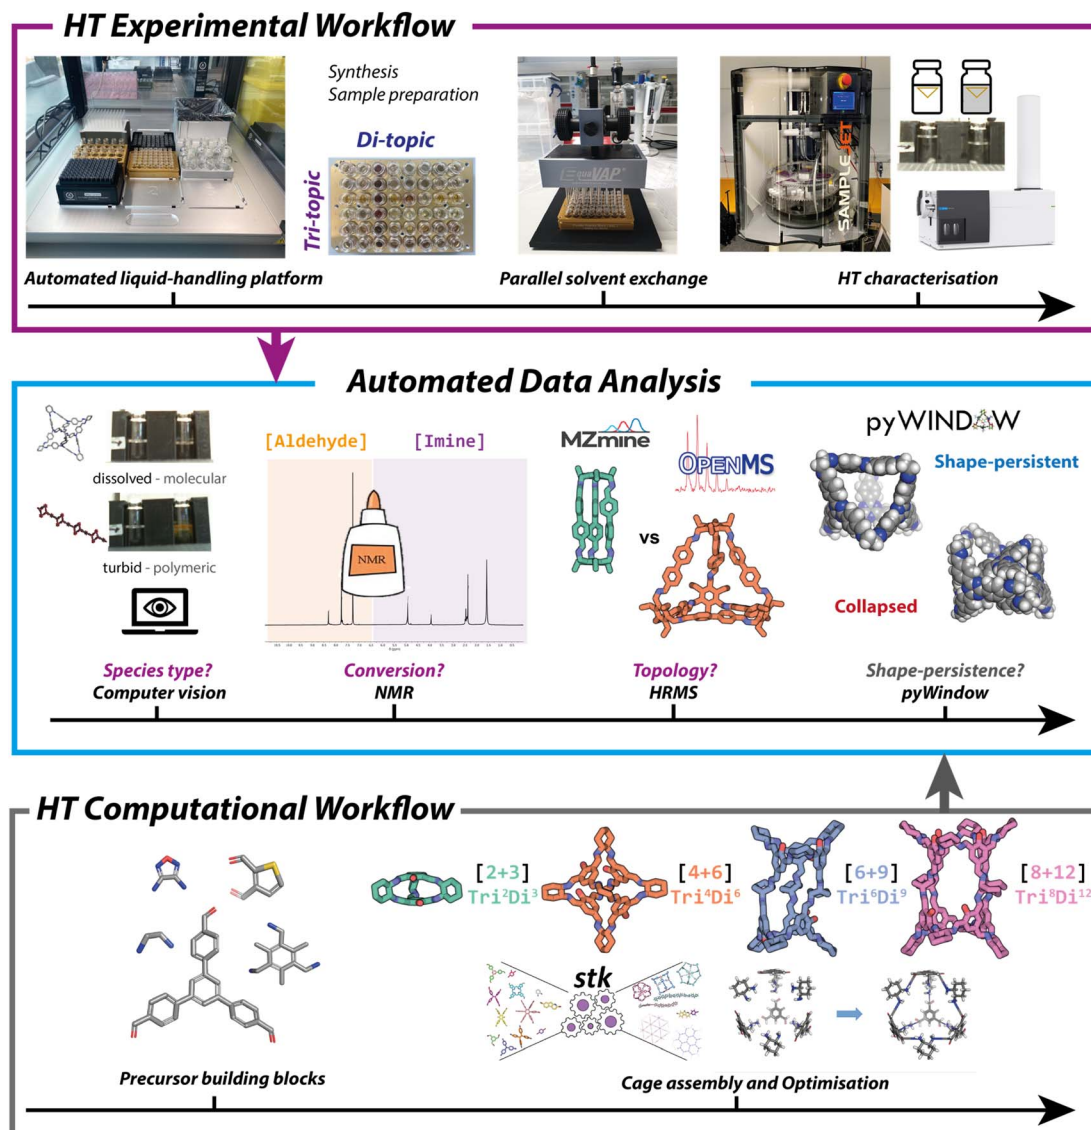 HT Experimental Workflow
Synthesis
Sample preparation
Di-topic
Tri-topic
EquaVAP®
SAMPLEJET
Automated liquid-handling platform
Parallel solvent exchange
HT characterisation
Automated Data Analysis
dissolved - molecular
turbid - polymeric
[Aldehyde]
[Imine]
NMR
MZmine
OPENMS
vs
pyWINDOW
Shape-persistent
Collapsed
Species type?
Computer vision
Conversion?
NMR
Topology?
HRMS
Shape-persistence?
pyWindow
HT Computational Workflow
[2+3]
Tri²Di³
[4+6]
Tri⁴Di⁶
[6+9]
Tri⁶Di⁹
[8+12]
Tri⁸Di¹²
stk
Precursor building blocks
Cage assembly and Optimisation